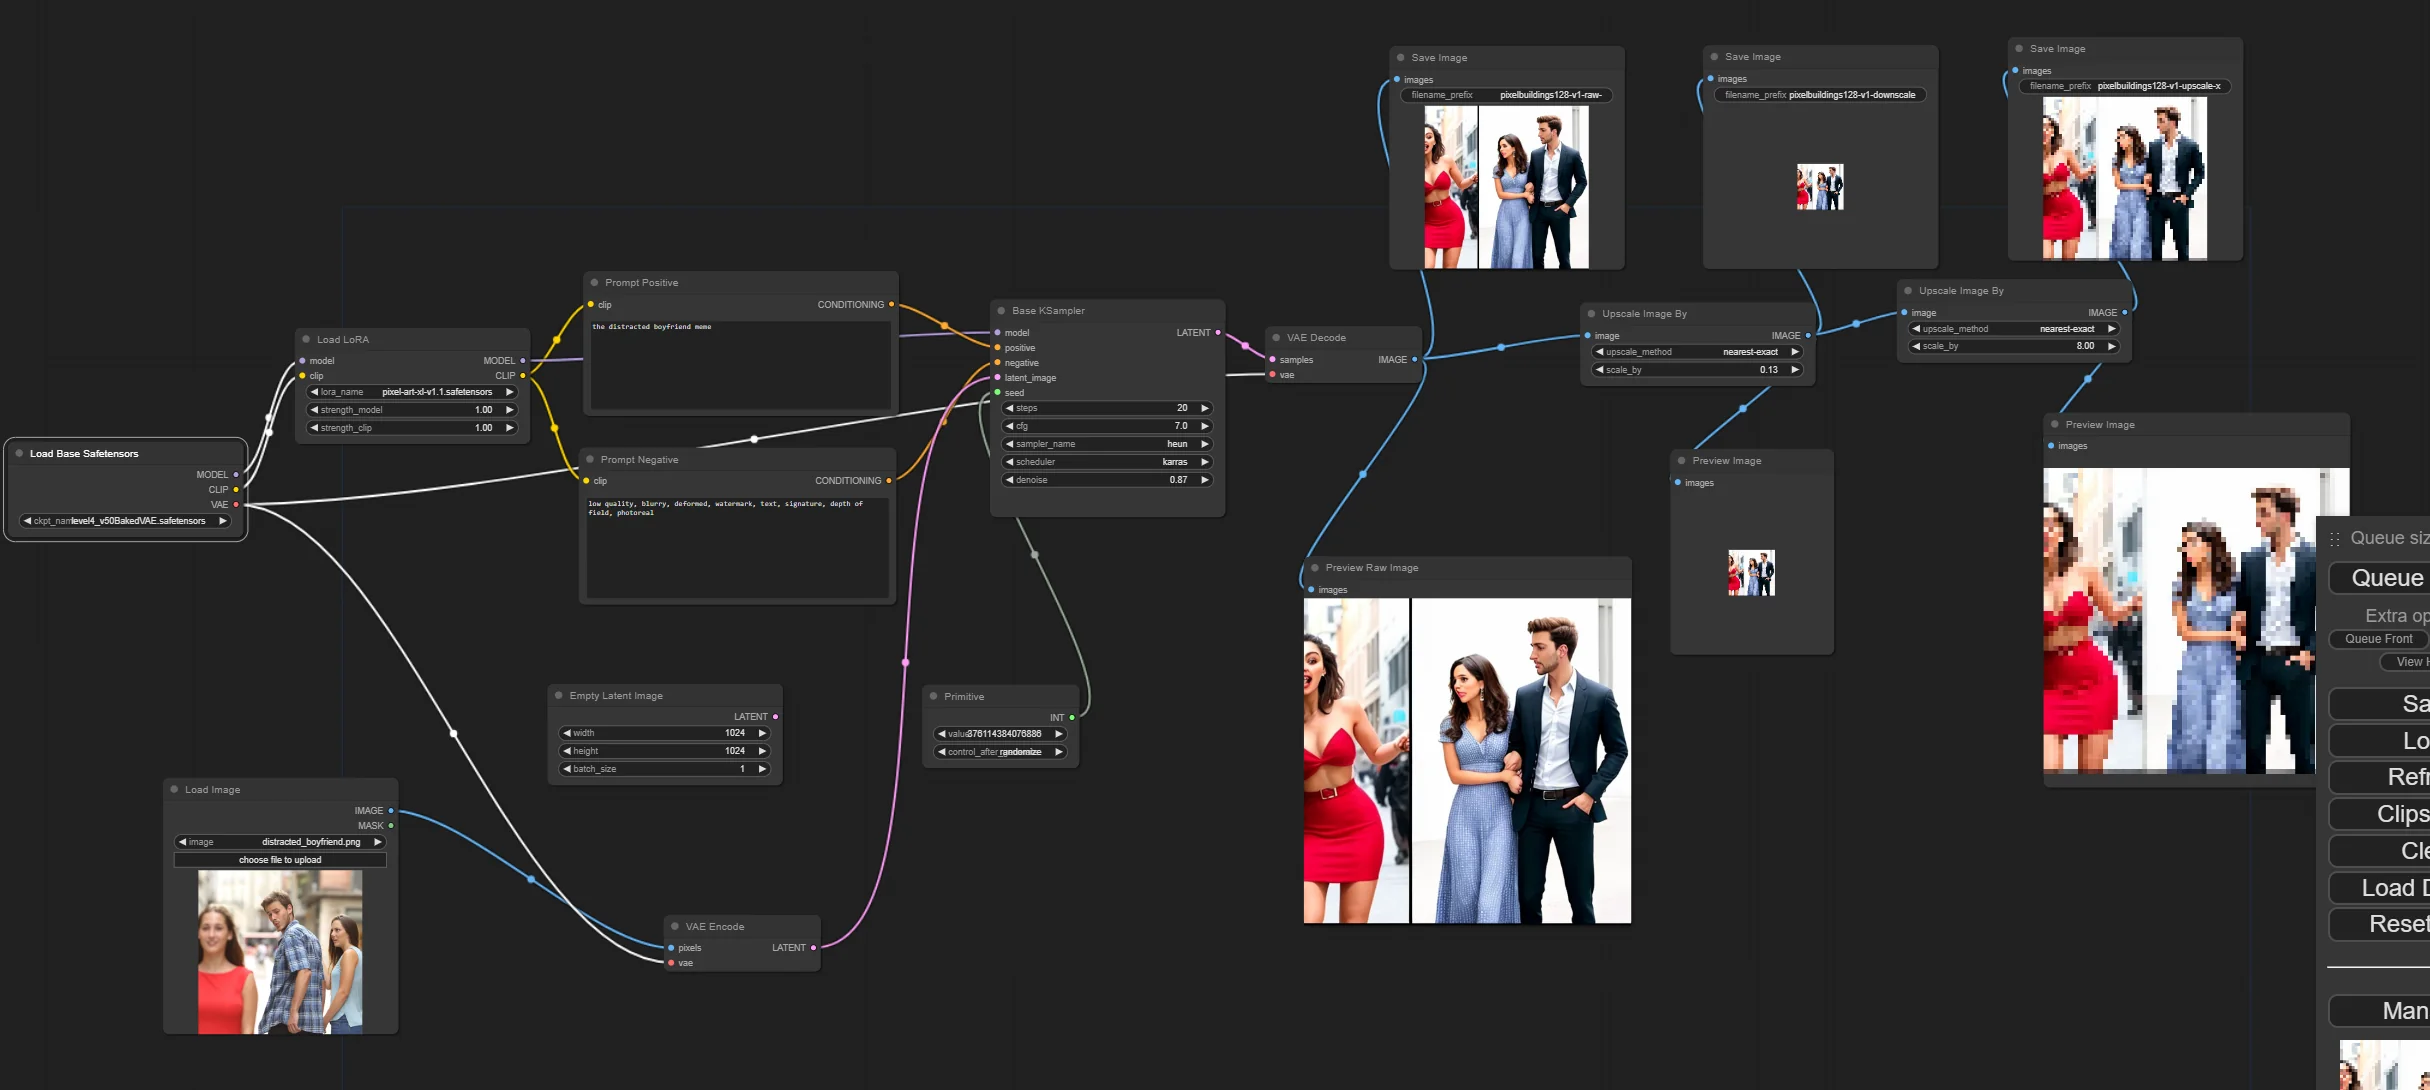 Load Base Safetensors
MODEL
CLIP
VAE
level4_v50BakedVAE.safetensors
Load LoRA
model MODEL
clip CLIP
lora_name pixel-art-xl-v1.1.safetensors
strength_model 1.00
strength_clip 1.00
Prompt Positive
clip CONDITIONING
the distracted boyfriend meme
Prompt Negative
clip CONDITIONING
low quality, blurry, deformed, watermark, text, signature, depth of
field, photoreal
Load Image
IMAGE
MASK
image distracted_boyfriend.png
choose file to upload
Empty Latent Image
LATENT
width 1024
height 1024
batch_size 1
VAE Encode
pixels LATENT
vae
Primitive
INT
value 376114384076886
control_after randomize
Base KSampler
model LATENT
positive
negative
latent_image
seed
steps 20
cfg 7.0
sampler_name heun
scheduler karras
denoise 0.87
VAE Decode
samples IMAGE
vae
Save Image
images
filename_prefix pixelbuildings128-v1-raw-
Save Image
images
filename_prefix pixelbuildings128-v1-downscale
Save Image
images
filename_prefix pixelbuildings128-v1-upscale-x
Upscale Image By
image IMAGE
upscale_method nearest-exact
scale_by 0.13
Upscale Image By
image IMAGE
upscale_method nearest-exact
scale_by 8.00
Preview Raw Image
images
Preview Image
images
Preview Image
images
Queue siz
Queue
Extra op
Queue Front
View H
Sa
Lo
Refr
Clips
Cle
Load D
Reset
Man